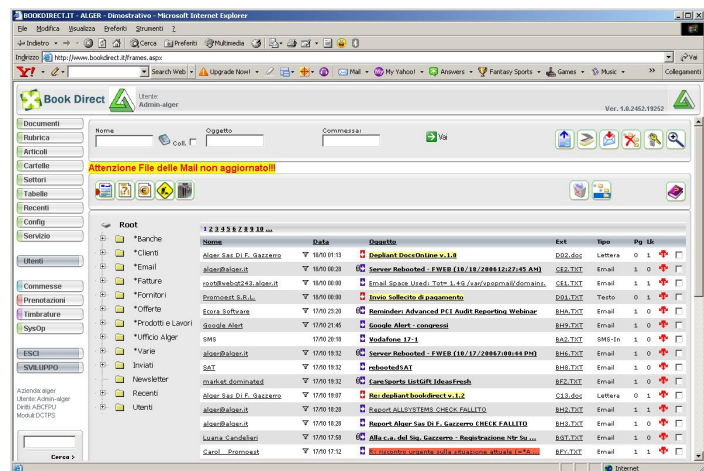 BOOKDIRECT.IT - ALGER - Dimostrativo - Microsoft Internet Explorer
File Modifica Visualizza Preferiti Strumenti ?
Indietro Cerca Preferiti Multimedia
Indirizzo http://www.bookdirect.it/frames.aspx Vai
Y! Search Web Upgrade Now! Mail My Yahoo! Answers Fantasy Sports Games Music >> Collegamenti
Book Direct ALGER Utente: Admin-alger Ver. 1.0.2452.19252
Documenti
Rubrica
Articoli
Cartelle
Settori
Tabelle
Recenti
Config
Servizio
Utenti
Commesse
Prenotazioni
Timbrature
SysOp
ESCI
SVILUPPO
Azienda: alger
Utente: Admin-alger
Diritti: ABCFPU
Moduli: DCTPS
Cerca >
Nome Coll. Oggetto Commessa: Vai
Attenzione File delle Mail non aggiornato!!!
Root
*Banche
*Clienti
*Email
*Fatture
*Fornitori
*Offerte
*Prodotti e Lavori
*Ufficio Alger
*Varie
Inviati
Newsletter
Recenti
Utenti
1 2 3 4 5 6 7 8 9 10 ...
Nome Data Oggetto Ext Tipo Pg Lk
Alger Sas Di F. Gazzerro 18/10 01:13 Depliant DocsOnLine v.1.0 D02.doc Lettera 0 1
alger@alger.it 18/10 00:28 Server Rebooted - FWEB (10/18/2006 12:27:45 AM) CE2.TXT Email 1 0
root@webgt243.alger.it 18/10 00:00 Email Space Used: Tot= 1.4G /var/vpopmail/domains. CE1.TXT Email 1 1
Promoest S.R.L. 18/10 00:00 Invio Sollecito di pagamento D01.TXT Testo 0 1
Ecora Software 17/10 23:20 Reminder: Advanced PCI Audit Reporting Webinar BHA.TXT Email 1 0
Google Alert 17/10 21:45 Google Alert - congressi BH9.TXT Email 1 0
SMS 17/10 20:18 Vodafone 17-1 BA2.TXT SMS-In 1 0
alger@alger.it 17/10 19:32 Server Rebooted - FWEB (10/17/2006 7:00:44 PM) BH6.TXT Email 1 0
SAT 17/10 19:32 rebootedSAT BH8.TXT Email 1 0
market dominated 17/10 19:32 CareSports ListGift IdeasFresh BFZ.TXT Email 1 0
Alger Sas Di F. Gazzerro 17/10 19:07 Re: depliant bookdirect v.1.2 C13.doc Lettera 0 1
alger@alger.it 17/10 18:28 Report ALLSYSTEMS CHECK FALLITO BH2.TXT Email 1 1
alger@alger.it 17/10 18:28 Report Alger Sas Di F. Gazzerro CHECK FALLITO BH3.TXT Email 1 0
Luana Candelieri 17/10 17:58 Alla c.a. del Sig. Gazzerro - Registrazione Ntr Su ... BGT.TXT Email 1 0
Carol Promoest 17/10 17:12 R: riscontro urgente sulla situazione attuale (=^A ... BFY.TXT Email 1 1
Internet